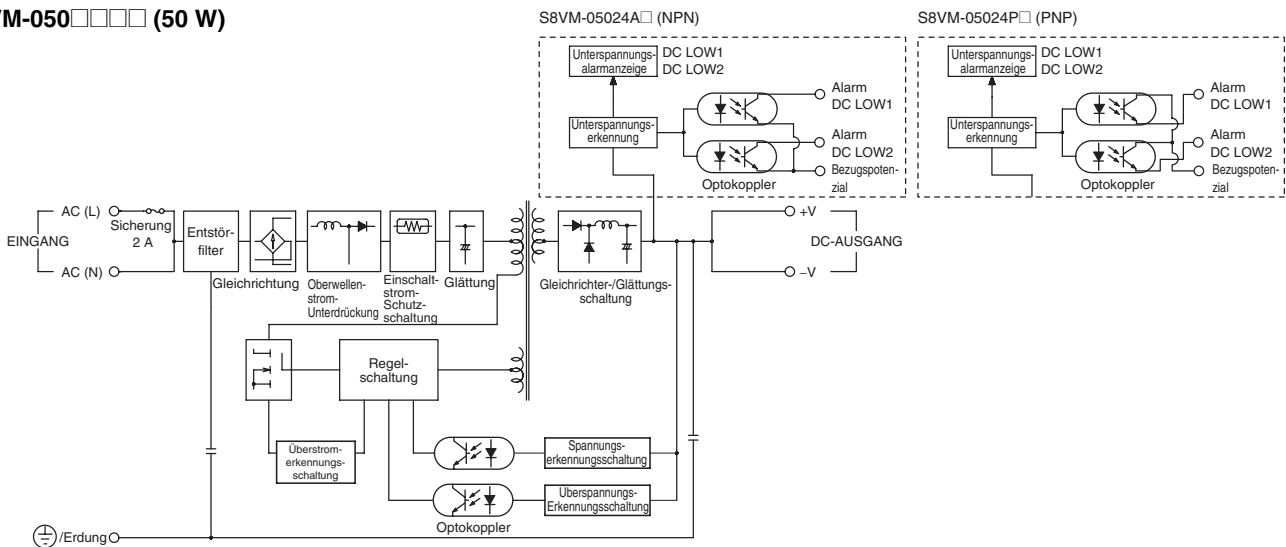 VM-050□□□□ (50 W)
S8VM-05024A□ (NPN)
S8VM-05024P□ (PNP)
Unterspannungs-
alarmanzeige
DC LOW1
DC LOW2
Alarm
DC LOW1
Unterspannungs-
erkennung
Alarm
DC LOW2
Optokoppler
Bezugspoten-
zial
Unterspannungs-
alarmanzeige
DC LOW1
DC LOW2
Alarm
DC LOW1
Unterspannungs-
erkennung
Alarm
DC LOW2
Optokoppler
Bezugspoten-
zial
EINGANG
AC (L)
Sicherung
2 A
AC (N)
Entstör-
filter
Gleichrichtung
Oberwellen-
strom-
Unterdrückung
Einschalt-
strom-
Schutz-
schaltung
Glättung
Gleichrichter-/Glättungs-
schaltung
+V
DC-AUSGANG
–V
Regel-
schaltung
Überstrom-
erkennungs-
schaltung
Spannungs-
erkennungsschaltung
Überspannungs-
Erkennungsschaltung
Optokoppler
/Erdung